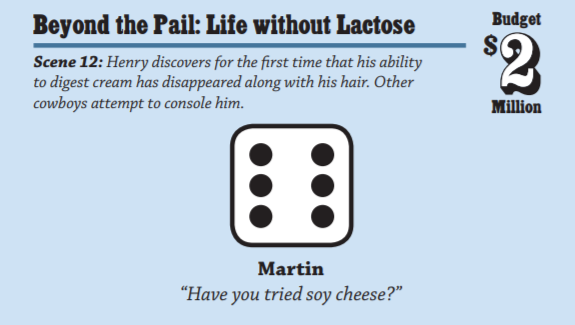 Beyond the Pail: Life without Lactose
Budget
$2
Million
Scene 12: Henry discovers for the first time that his ability
to digest cream has disappeared along with his hair. Other
cowboys attempt to console him.
Martin
“Have you tried soy cheese?”